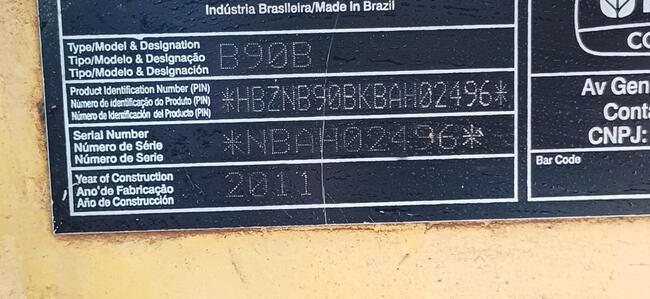 Indústria Brasileira/Made in Brazil
Type/Model & Designation
Tipo/Modelo & Designação
Tipo/Modelo & Designación
B90B
Product Identification Number (PIN)
Número de identificação do Produto (PIN)
Número de Identificación del Producto (PIN)
*HBZNB90BKBAH02496*
Serial Number
Número de Série
Número de Serie
*NBAH02496*
Year of Construction
Ano de Fabricação
Año de Construcción
2011
CO
Av Gen
Conta
CNPJ:
Bar Code